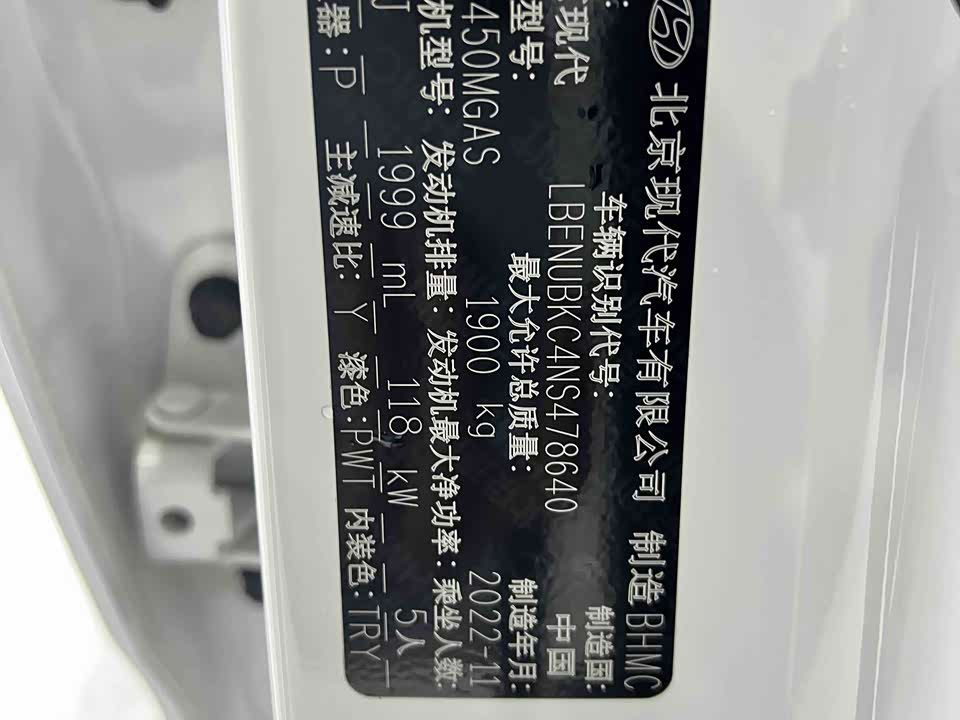 北京现代汽车有限公司 制造 BHMC
车辆识别代号: 制造国:
现代 LBENUBKC4NS478640 中国
型号: 最大允许总质量: 制造年月:
450MGAS 1900 kg 2022-11
机型号: 发动机排量: 发动机最大净功率: 乘坐人数:
J 1999 mL 118 kW 5人
器: P 主减速比: Y 漆色: PWT 内装色: TRY